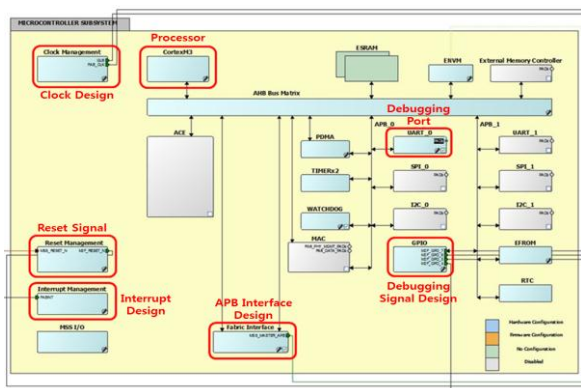 MICROCONTROLLER SUBSYSTEM
Processor
Clock Management
CortexM3
ESRAM
ENVM
External Memory Controller
Clock Design
AHB Bus Matrix
Debugging
Port
ACE
PDMA
APB_0
UART_0
APB_1
UART_1
TIMERx2
SPI_0
SPI_1
Reset Signal
WATCHDOG
I2C_0
I2C_1
Reset Management
MAC
GPIO
EFROM
Interrupt Management
Interrupt
Design
APB Interface
Design
Debugging
Signal Design
RTC
MSS I/O
Fabric Interface
Hardware Configuration
Firmware Configuration
No Configuration
Disabled